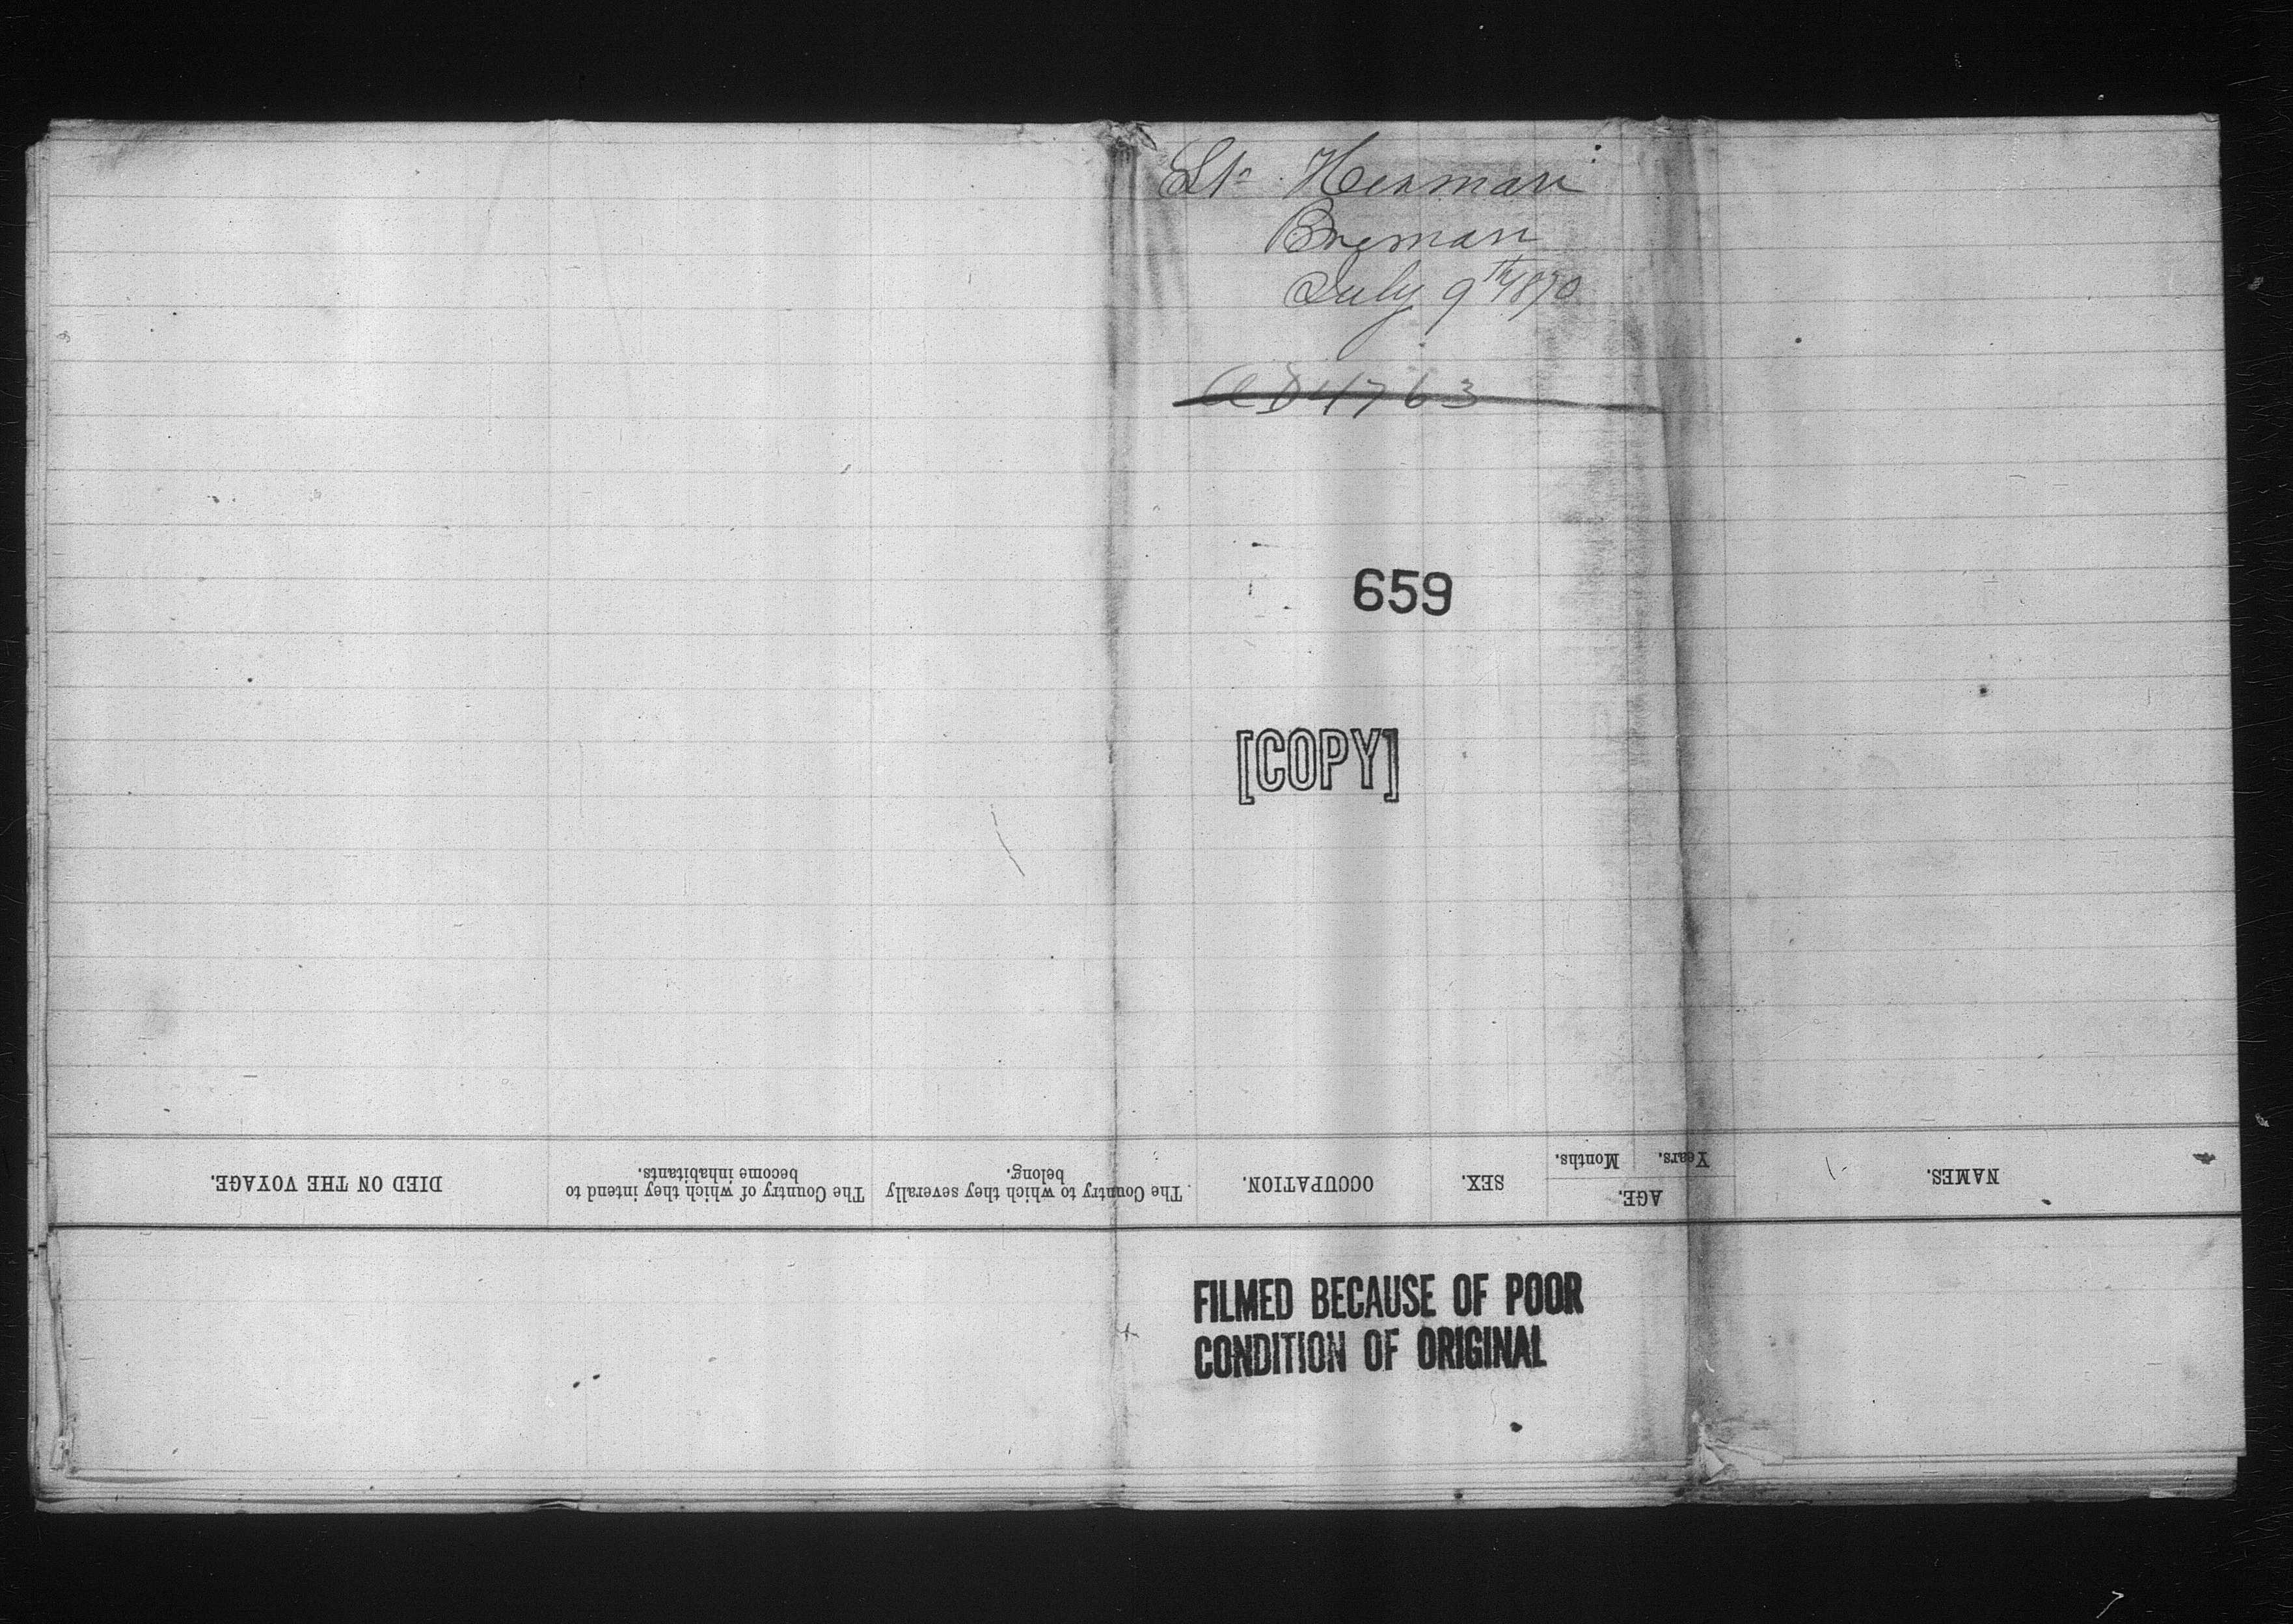 Str. Herman
Breman
July 9th 1870
659
[COPY]
NAMES.
AGE.
Years.
Months.
SEX.
OCCUPATION.
The Country to which they severally
belong.
The Country of which they intend to
become inhabitants.
DIED ON THE VOYAGE.
FILMED BECAUSE OF POOR
CONDITION OF ORIGINAL